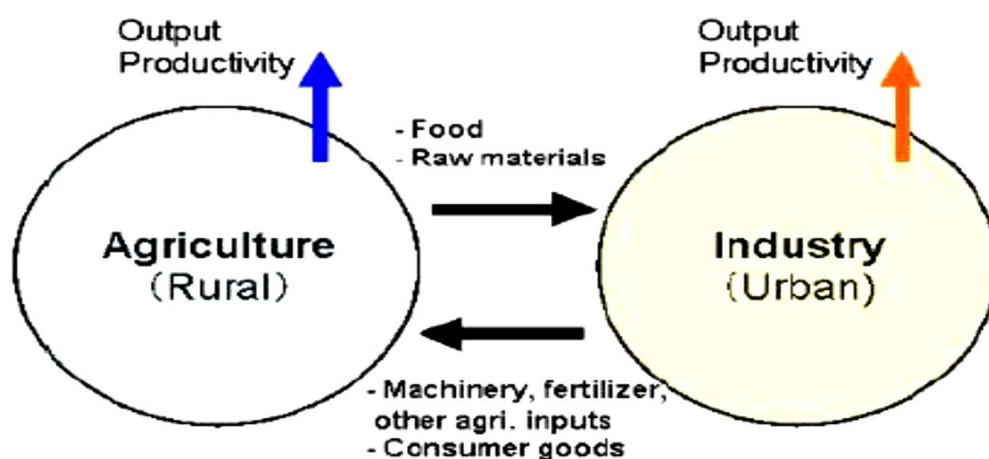 Output
Productivity
Output
Productivity
- Food
- Raw materials
Agriculture
(Rural)
Industry
(Urban)
- Machinery, fertilizer,
other agri. inputs
- Consumer goods